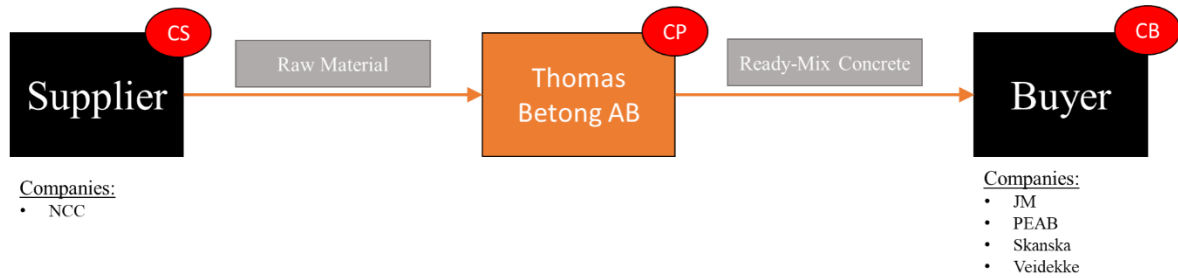 CS
CP
CB
Supplier
Raw Material
Thomas
Betong AB
Ready-Mix Concrete
Buyer
Companies:
• NCC
Companies:
• JM
• PEAB
• Skanska
• Veidekke